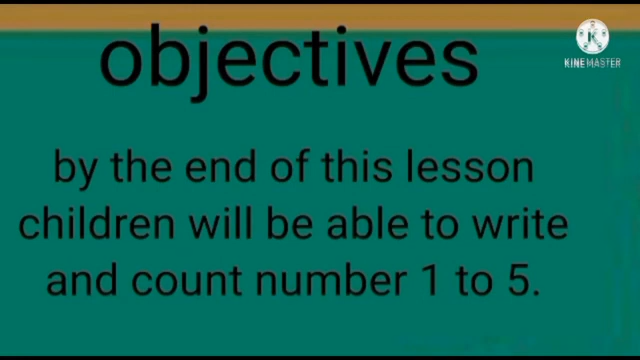 objectives
KINEMASTER
by the end of this lesson
children will be able to write
and count number 1 to 5.